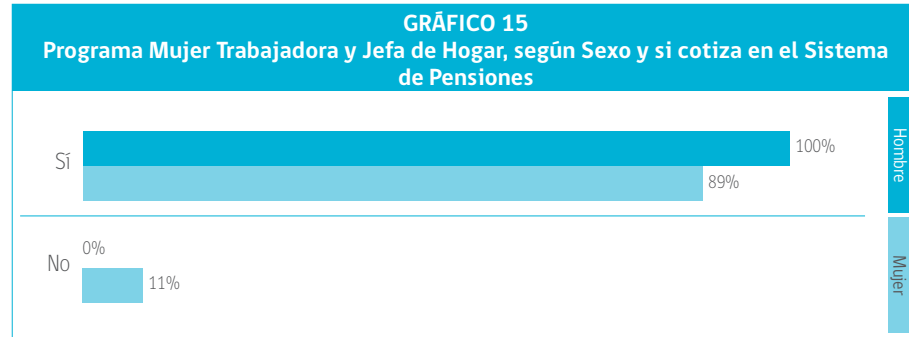 GRÁFICO 15
Programa Mujer Trabajadora y Jefa de Hogar, según Sexo y si cotiza en el Sistema
de Pensiones
Sí
100%
89%
No
0%
11%
Hombre
Mujer